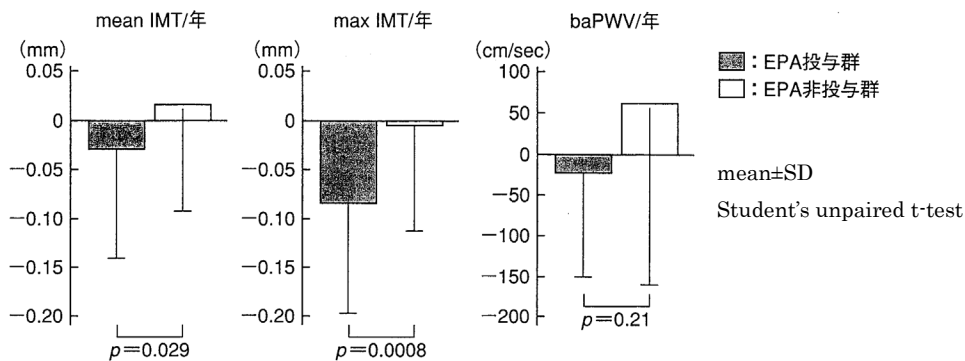 mean IMT/年
(mm)
0.05
0
−0.05
−0.10
−0.15
−0.20
p=0.029
max IMT/年
(mm)
0.05
0
−0.05
−0.10
−0.15
−0.20
p=0.0008
baPWV/年
(cm/sec)
100
50
0
−50
−100
−150
−200
p=0.21
：EPA投与群
：EPA非投与群
mean±SD
Student's unpaired t-test